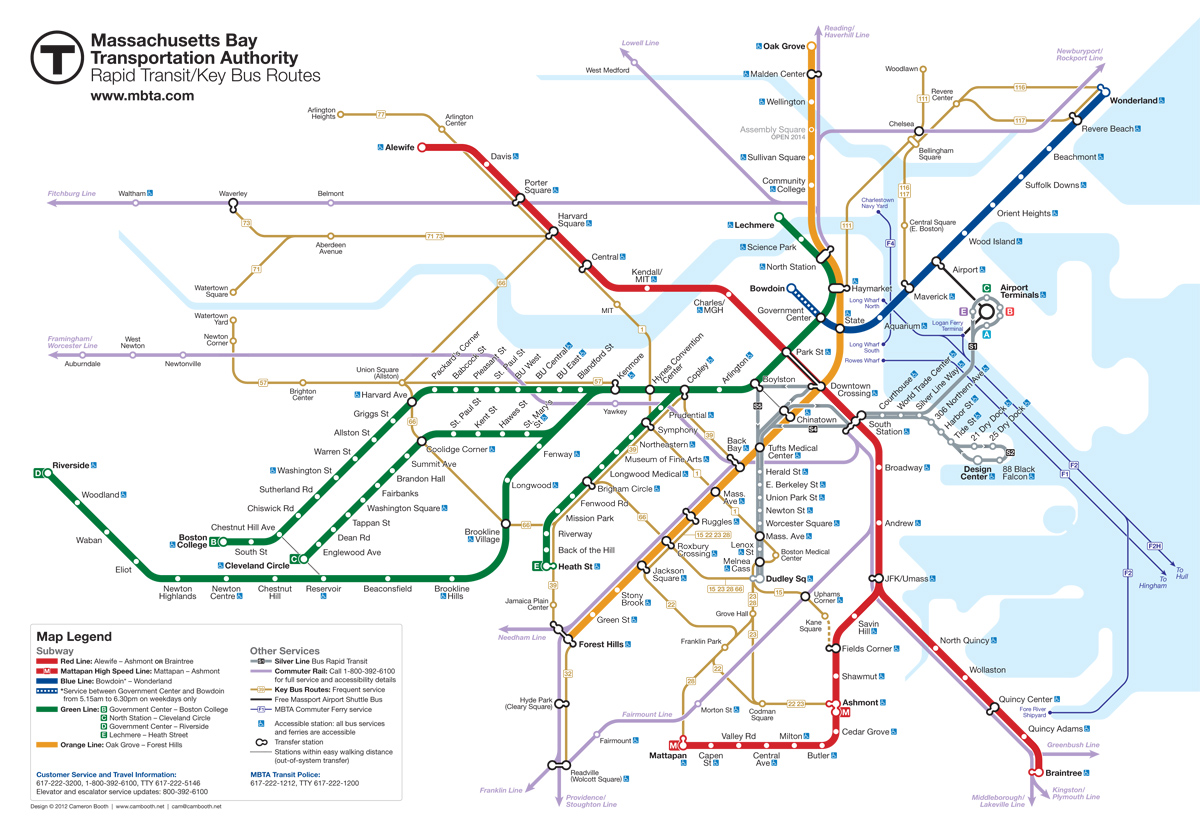 Massachusetts Bay
Transportation Authority
Rapid Transit/Key Bus Routes
www.mbta.com
T
Lowell Line
West Medford
Reading/
Haverhill Line
Newburyport/
Rockport Line
Oak Grove
Malden Center
Wellington
Assembly Square
OPEN 2014
Sullivan Square
Community
College
Woodlawn
111
Revere
Center
116
117
Chelsea
Bellingham
Square
116
117
Wonderland
Revere Beach
Beachmont
Suffolk Downs
Orient Heights
Wood Island
Airport
Maverick
Aquarium
Central Square
(E. Boston)
Charlestown
Navy Yard
F4
111
Arlington
Heights
77
Arlington
Center
Alewife
Davis
Porter
Square
Harvard
Square
Central
Kendall/
MIT
Charles/
MGH
Fitchburg Line
Waltham
Waverley
Belmont
73
Aberdeen
Avenue
71 73
71
Watertown
Square
66
MIT
1
Lechmere
Science Park
North Station
Haymarket
Bowdoin
Government
Center
State
Long Wharf
North
Logan Ferry
Terminal
Long Wharf
South
Rowes Wharf
Airport
Terminals
C
B
E
A
S1
Watertown
Yard
Newton
Corner
Framingham/
Worcester Line
Auburndale
West
Newton
Newtonville
57
Brighton
Center
Union Square
(Allston)
Packard's Corner
Babcock St
Pleasant St
St. Paul St
BU West
BU Central
BU East
Blandford St
57
Kenmore
Hynes Convention
Center
Copley
Arlington
Boylston
Park St
Downtown
Crossing
Yawkey
Harvard Ave
Griggs St
Allston St
Warren St
Washington St
Sutherland Rd
Chiswick Rd
Chestnut Hill Ave
South St
Boston
College
B
66
St. Paul St
Kent St
Hawes St
St. Mary's
St
Coolidge Corner
Summit Ave
Brandon Hall
Fairbanks
Washington Square
Tappan St
Dean Rd
Englewood Ave
Cleveland Circle
C
Fenway
Longwood
Brookline
Village
66
Riverside
D
Woodland
Waban
Eliot
Newton
Highlands
Newton
Centre
Chestnut
Hill
Reservoir
Beaconsfield
Brookline
Hills
Prudential
Symphony
39
39
Northeastern
Museum of Fine Arts
Longwood Medical
Brigham Circle
Fenwood Rd
Mission Park
66
Riverway
Back of the Hill
Heath St
E
39
1
1
Back
Bay
Mass.
Ave
Ruggles
15 22 23 28
Roxbury
Crossing
Jackson
Square
15 23 28 66
22
Stony
Brook
Green St
Forest Hills
Jamaica Plain
Center
Needham Line
S5
S4
Chinatown
Tufts Medical
Center
Herald St
E. Berkeley St
Union Park St
Newton St
Worcester Square
Mass. Ave
Lenox
St
Melnea
Cass
Boston Medical
Center
Dudley Sq
15
Uphams
Corner
Kane
Square
23
28
Grove Hall
23
Franklin Park
22
28
Codman
Square
22 23
South
Station
Courthouse
World Trade Center
Silver Line Way
306 Northern Ave
Harbor St
Tide St
21 Dry Dock
25 Dry Dock
S2
Design
Center
88 Black
Falcon
Broadway
Andrew
JFK/Umass
Savin
Hill
Fields Corner
Shawmut
Ashmont
M
Cedar Grove
Butler
Milton
Central
Ave
Valley Rd
Capen
St
Mattapan
M
Morton St
Fairmount Line
Fairmount
32
Hyde Park
(Cleary Square)
Readville
(Wolcott Square)
Franklin Line
Providence/
Stoughton Line
North Quincy
Wollaston
Quincy Center
Fore River
Shipyard
Quincy Adams
Braintree
Greenbush Line
Middleborough/
Lakeville Line
Kingston/
Plymouth Line
F2
F1
F2H
F2
To
Hingham
To
Hull
Map Legend
Subway
Red Line: Alewife – Ashmont OR Braintree
M Mattapan High Speed Line: Mattapan – Ashmont
Blue Line: Bowdoin* – Wonderland
*Service between Government Center and Bowdoin
from 5.15am to 6.30pm on weekdays only
Green Line: B Government Center – Boston College
C North Station – Cleveland Circle
D Government Center – Riverside
E Lechmere – Heath Street
Orange Line: Oak Grove – Forest Hills
Other Services
S1 Silver Line Bus Rapid Transit
Commuter Rail: Call 1-800-392-6100
for full service and accessibility details
39 Key Bus Routes: Frequent service
Free Massport Airport Shuttle Bus
F1 MBTA Commuter Ferry service
Accessible station: all bus services
and ferries are accessible
Transfer station
Stations within easy walking distance
(out-of-system transfer)
Customer Service and Travel Information:
617-222-3200, 1-800-392-6100, TTY 617-222-5146
Elevator and escalator service updates: 800-392-6100
MBTA Transit Police:
617-222-1212, TTY 617-222-1200
Design © 2012 Cameron Booth | www.cambooth.net | cam@cambooth.net